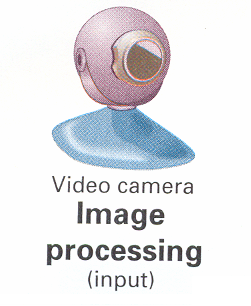 Video camera
Image
processing
(input)